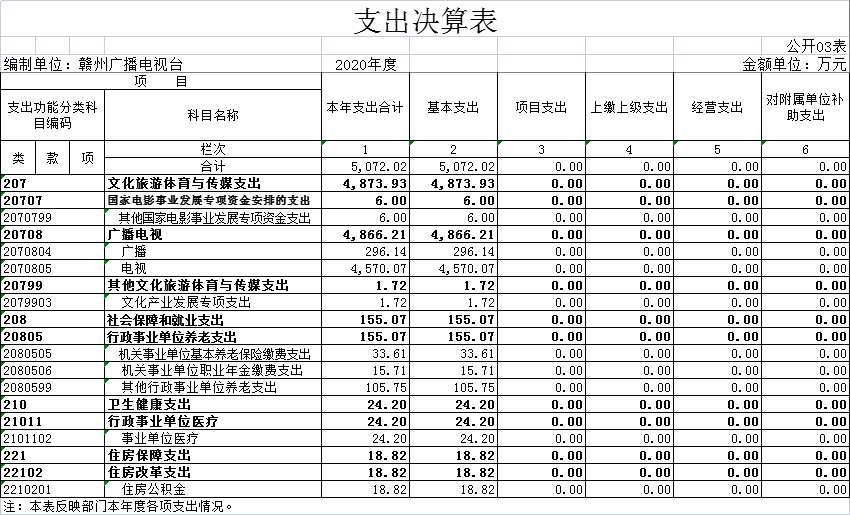 支出决算表
公开03表
编制单位：赣州广播电视台 2020年度 金额单位：万元
项 目 本年支出合计 基本支出 项目支出 上缴上级支出 经营支出 对附属单位补助支出
支出功能分类科目编码 科目名称
类 款 项 栏次 1 2 3 4 5 6
合计 5,072.02 5,072.02 0.00 0.00 0.00 0.00
207 文化旅游体育与传媒支出 4,873.93 4,873.93 0.00 0.00 0.00 0.00
20707 国家电影事业发展专项资金安排的支出 6.00 6.00 0.00 0.00 0.00 0.00
2070799 其他国家电影事业发展专项资金支出 6.00 6.00 0.00 0.00 0.00 0.00
20708 广播电视 4,866.21 4,866.21 0.00 0.00 0.00 0.00
2070804 广播 296.14 296.14 0.00 0.00 0.00 0.00
2070805 电视 4,570.07 4,570.07 0.00 0.00 0.00 0.00
20799 其他文化旅游体育与传媒支出 1.72 1.72 0.00 0.00 0.00 0.00
2079903 文化产业发展专项支出 1.72 1.72 0.00 0.00 0.00 0.00
208 社会保障和就业支出 155.07 155.07 0.00 0.00 0.00 0.00
20805 行政事业单位养老支出 155.07 155.07 0.00 0.00 0.00 0.00
2080505 机关事业单位基本养老保险缴费支出 33.61 33.61 0.00 0.00 0.00 0.00
2080506 机关事业单位职业年金缴费支出 15.71 15.71 0.00 0.00 0.00 0.00
2080599 其他行政事业单位养老支出 105.75 105.75 0.00 0.00 0.00 0.00
210 卫生健康支出 24.20 24.20 0.00 0.00 0.00 0.00
21011 行政事业单位医疗 24.20 24.20 0.00 0.00 0.00 0.00
2101102 事业单位医疗 24.20 24.20 0.00 0.00 0.00 0.00
221 住房保障支出 18.82 18.82 0.00 0.00 0.00 0.00
22102 住房改革支出 18.82 18.82 0.00 0.00 0.00 0.00
2210201 住房公积金 18.82 18.82 0.00 0.00 0.00 0.00
注：本表反映部门本年度各项支出情况。